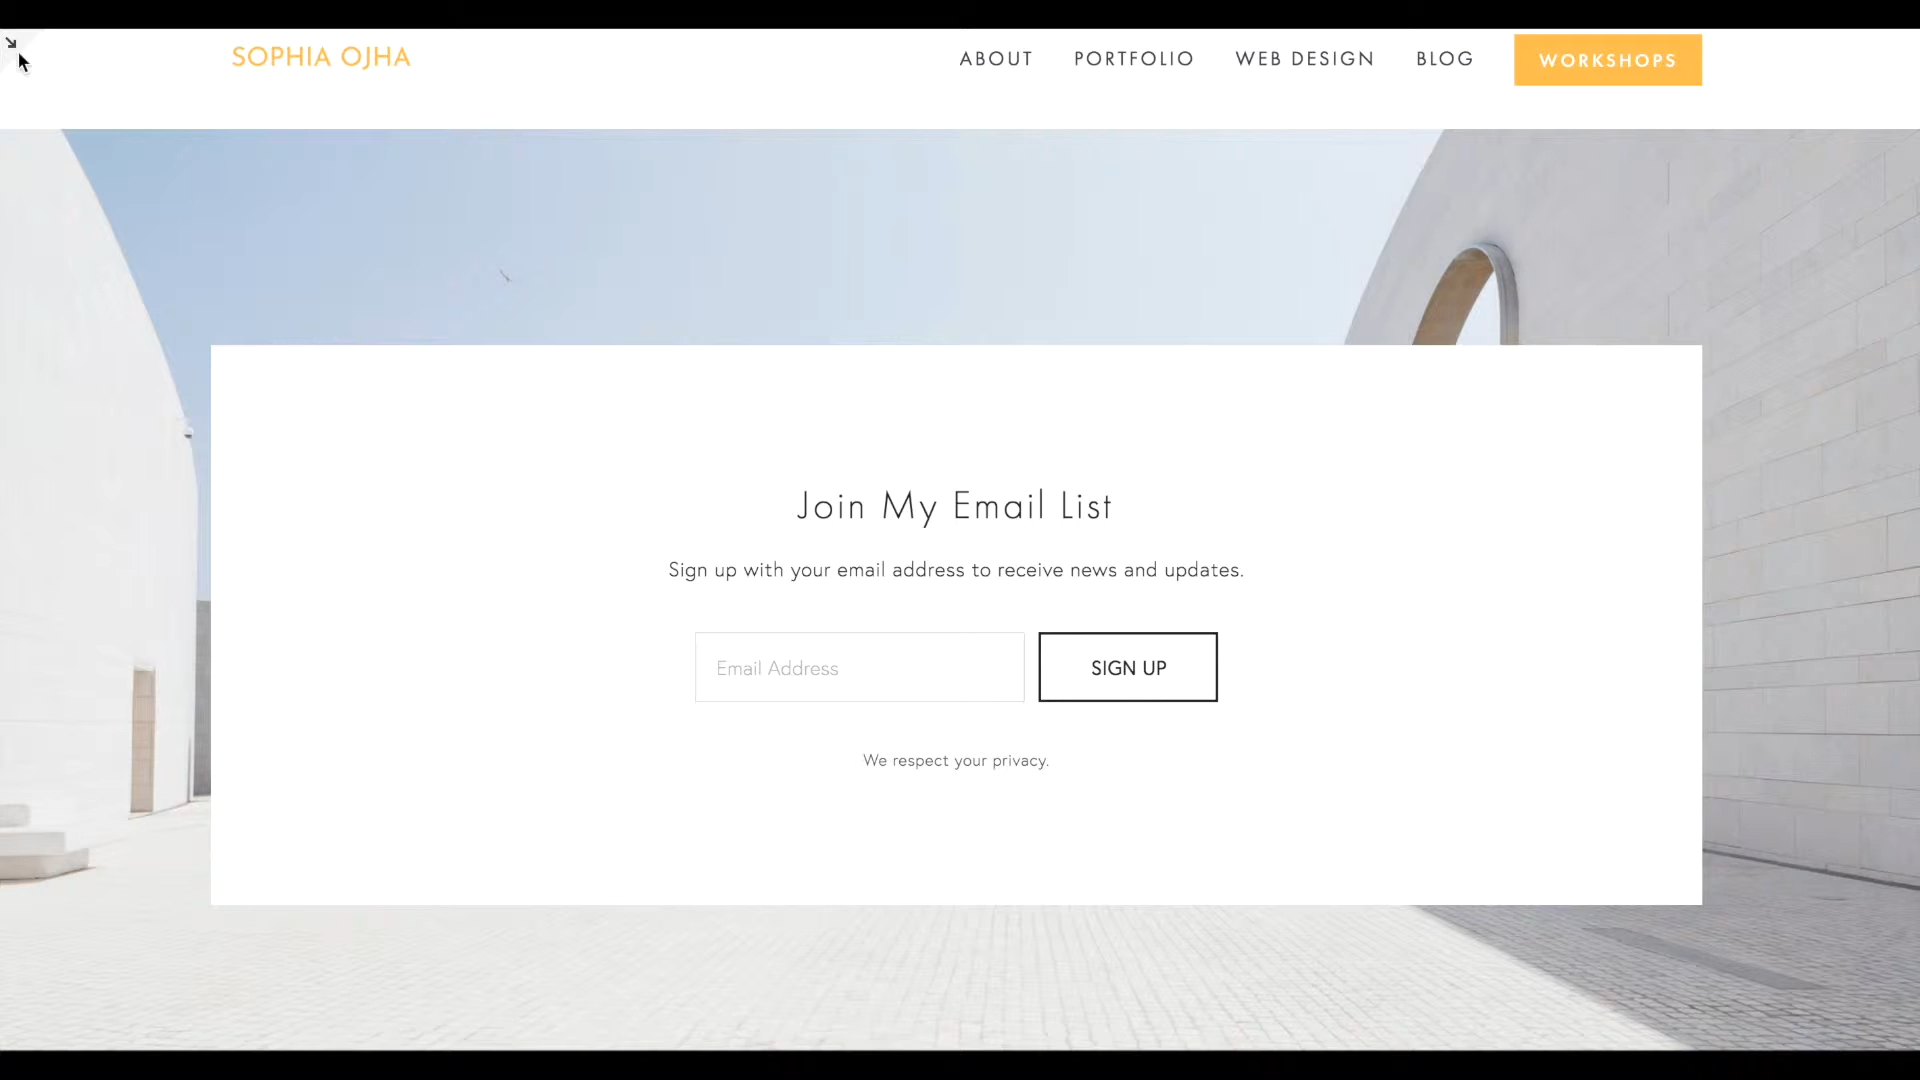 SOPHIA OJHA
ABOUT PORTFOLIO WEB DESIGN BLOG WORKSHOPS
Join My Email List
Sign up with your email address to receive news and updates.
Email Address SIGN UP
We respect your privacy.